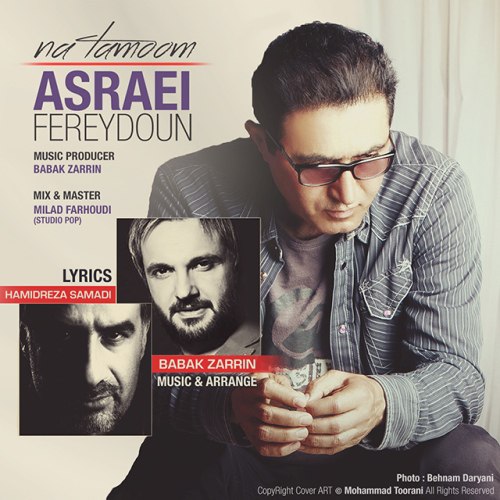 na tamoom
ASRAEI
FEREYDOUN
MUSIC PRODUCER
BABAK ZARRIN
MIX & MASTER
MILAD FARHOUDI
(STUDIO POP)
LYRICS
HAMIDREZA SAMADI
BABAK ZARRIN
MUSIC & ARRANGE
Photo : Behnam Daryani
CopyRight Cover ART © Mohammad Toorani All Rights Reserved